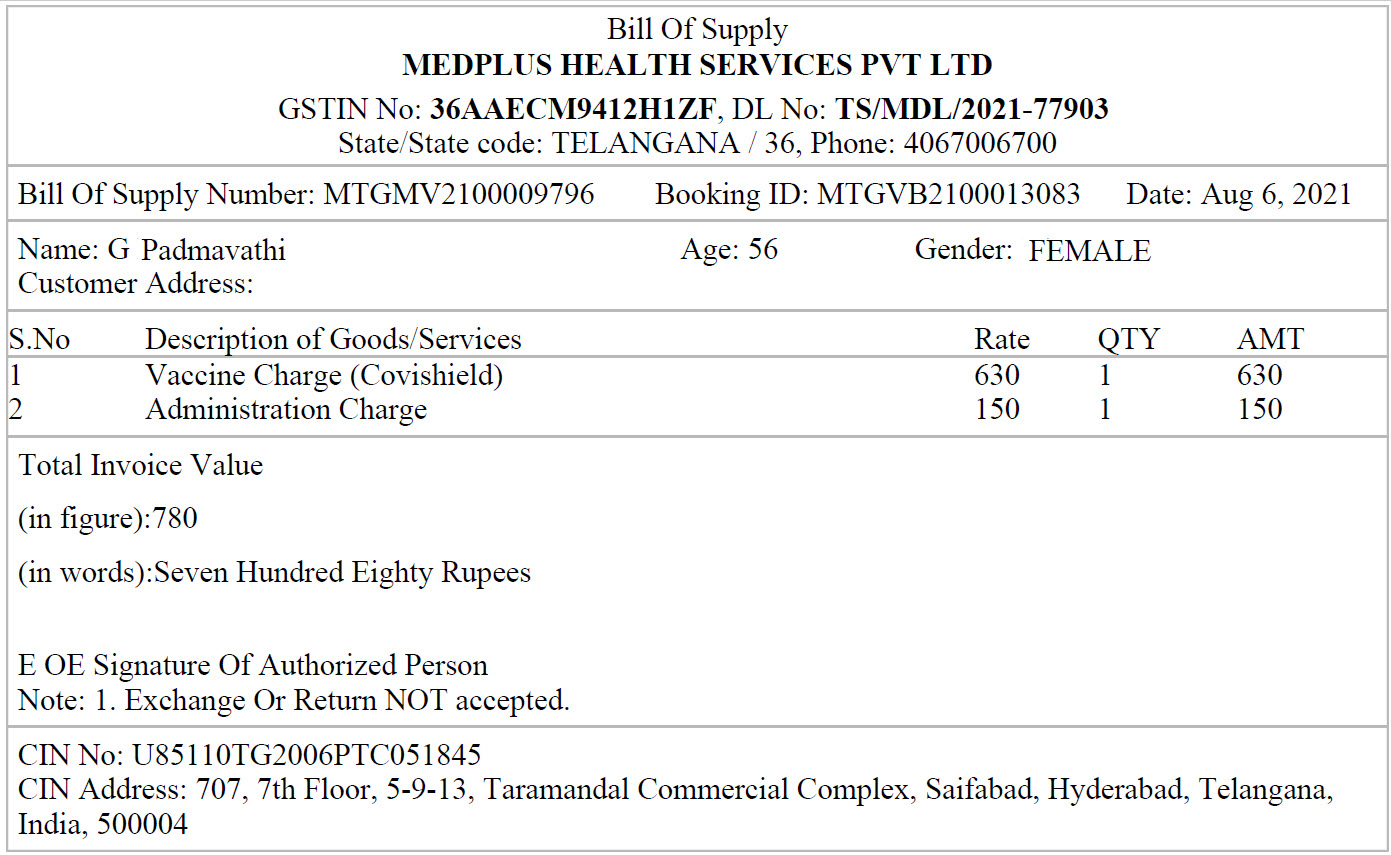 Bill Of Supply
MEDPLUS HEALTH SERVICES PVT LTD
GSTIN No: 36AAECM9412H1ZF, DL No: TS/MDL/2021-77903
State/State code: TELANGANA / 36, Phone: 4067006700
Bill Of Supply Number: MTGMV2100009796 Booking ID: MTGVB2100013083 Date: Aug 6, 2021
Name: G Padmavathi Age: 56 Gender: FEMALE
Customer Address:
S.No Description of Goods/Services Rate QTY AMT
1 Vaccine Charge (Covishield) 630 1 630
2 Administration Charge 150 1 150
Total Invoice Value
(in figure):780
(in words):Seven Hundred Eighty Rupees
E OE Signature Of Authorized Person
Note: 1. Exchange Or Return NOT accepted.
CIN No: U85110TG2006PTC051845
CIN Address: 707, 7th Floor, 5-9-13, Taramandal Commercial Complex, Saifabad, Hyderabad, Telangana,
India, 500004